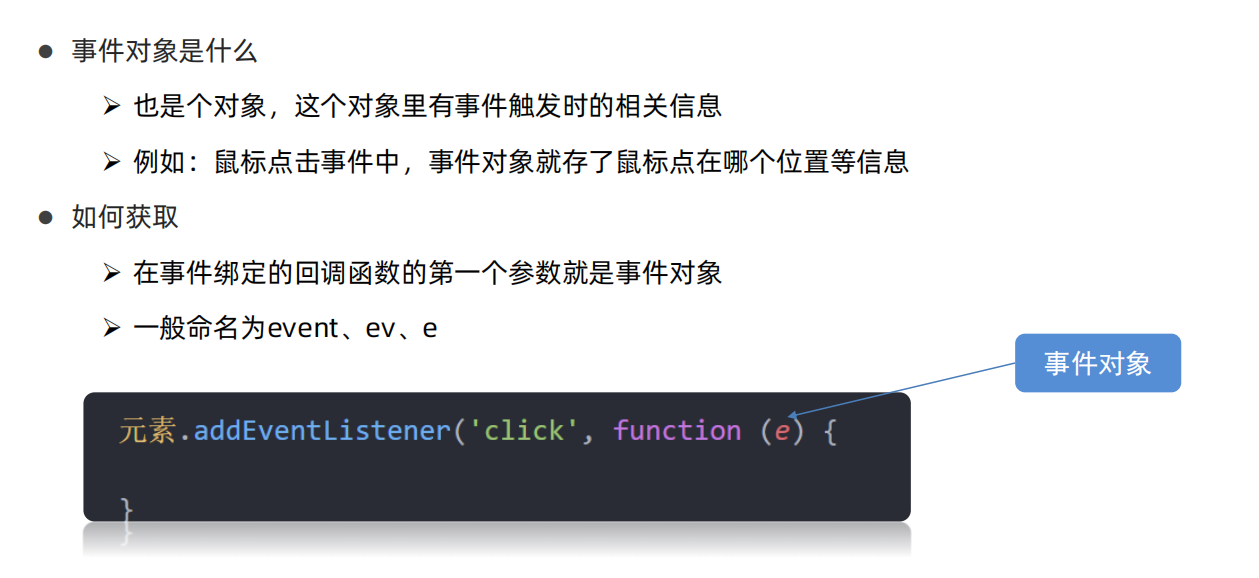 事件对象是什么
也是个对象，这个对象里有事件触发时的相关信息
例如：鼠标点击事件中，事件对象就存了鼠标点在哪个位置等信息
如何获取
在事件绑定的回调函数的第一个参数就是事件对象
一般命名为event、ev、e
事件对象
元素.addEventListener('click', function (e) {
}